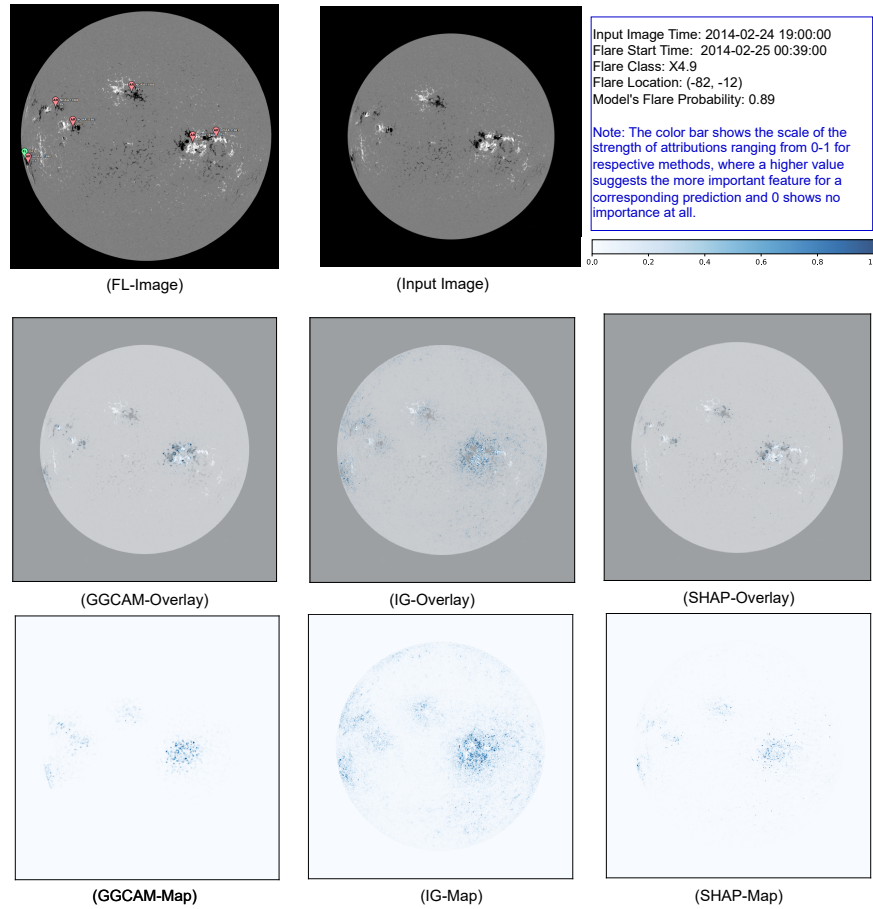 Input Image Time: 2014-02-24 19:00:00
Flare Start Time:  2014-02-25 00:39:00
Flare Class: X4.9
Flare Location: (-82, -12)
Model's Flare Probability: 0.89
Note: The color bar shows the scale of the
strength of attributions ranging from 0-1 for
respective methods, where a higher value
suggests the more important feature for a
corresponding prediction and 0 shows no
importance at all.
0.0 0.2 0.4 0.6 0.8 1
(FL-Image)
(Input Image)
(GGCAM-Overlay)
(IG-Overlay)
(SHAP-Overlay)
(GGCAM-Map)
(IG-Map)
(SHAP-Map)